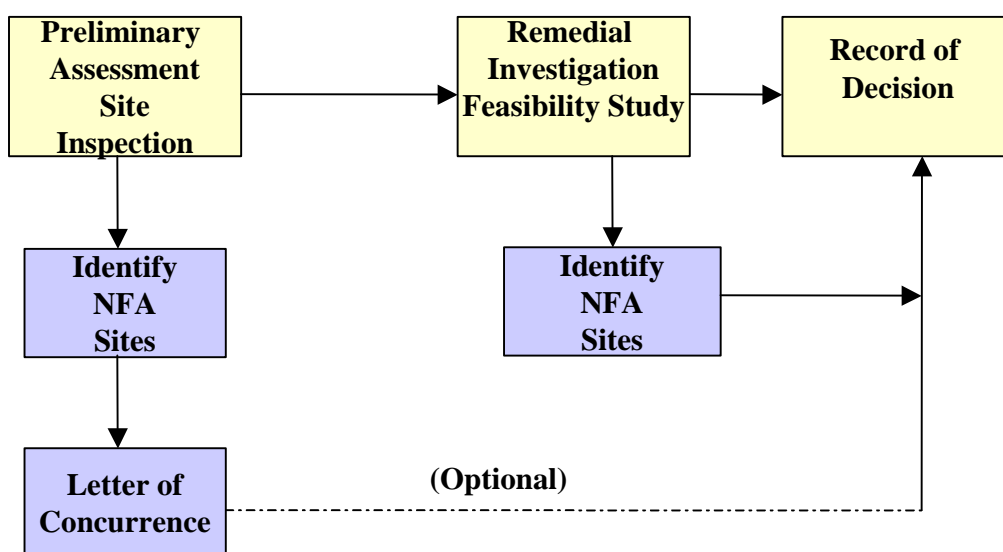 Preliminary
Assessment
Site
Inspection
Remedial
Investigation
Feasibility Study
Record of
Decision
Identify
NFA
Sites
Identify
NFA
Sites
Letter of
Concurrence
(Optional)